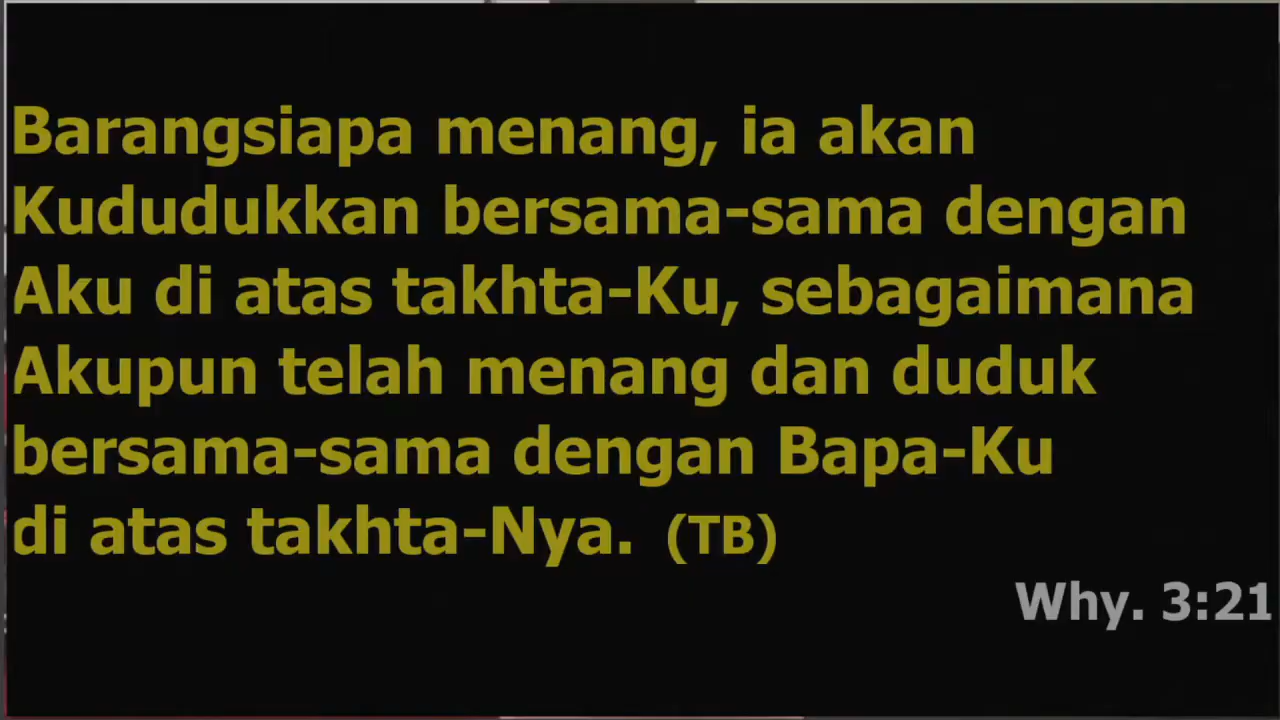 Barangsiapa menang, ia akan
Kududukkan bersama-sama dengan
Aku di atas takhta-Ku, sebagaimana
Akupun telah menang dan duduk
bersama-sama dengan Bapa-Ku
di atas takhta-Nya. (TB)
Why. 3:21